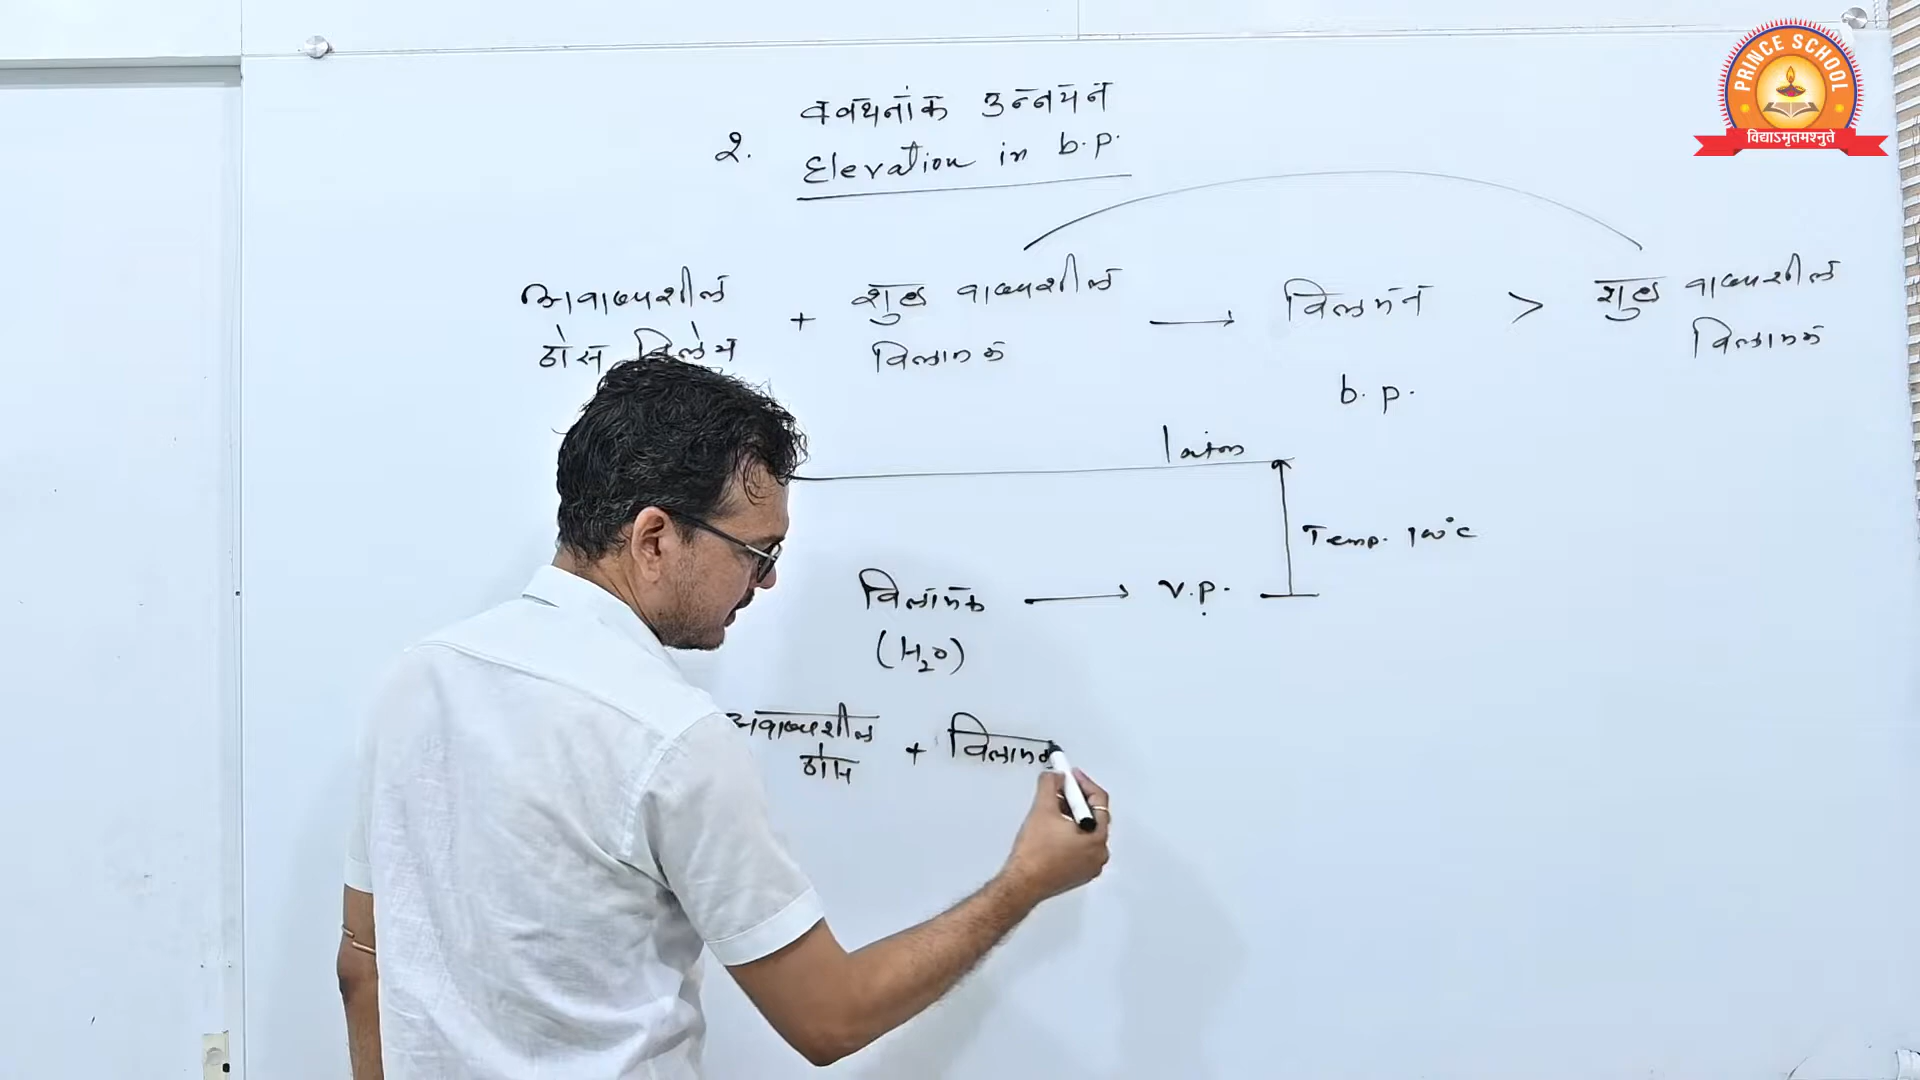 PRINCE SCHOOL
विद्याऽमृतमश्नुते
2. क्वथनांक उन्नयन
Elevation in b.p.
अवाष्पशील ठोस विलेय + शुद्ध वाष्पशील विलायक → विलयन > शुद्ध वाष्पशील विलायक
b.p.
1 atm
Temp. 100°C
विलायक → v.p.
(H₂O)
अवाष्पशील ठोस + विलायक